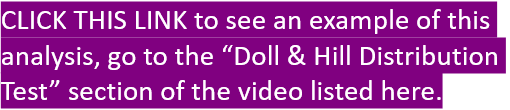 CLICK THIS LINK to see an example of this
analysis, go to the “Doll & Hill Distribution
Test” section of the video listed here.